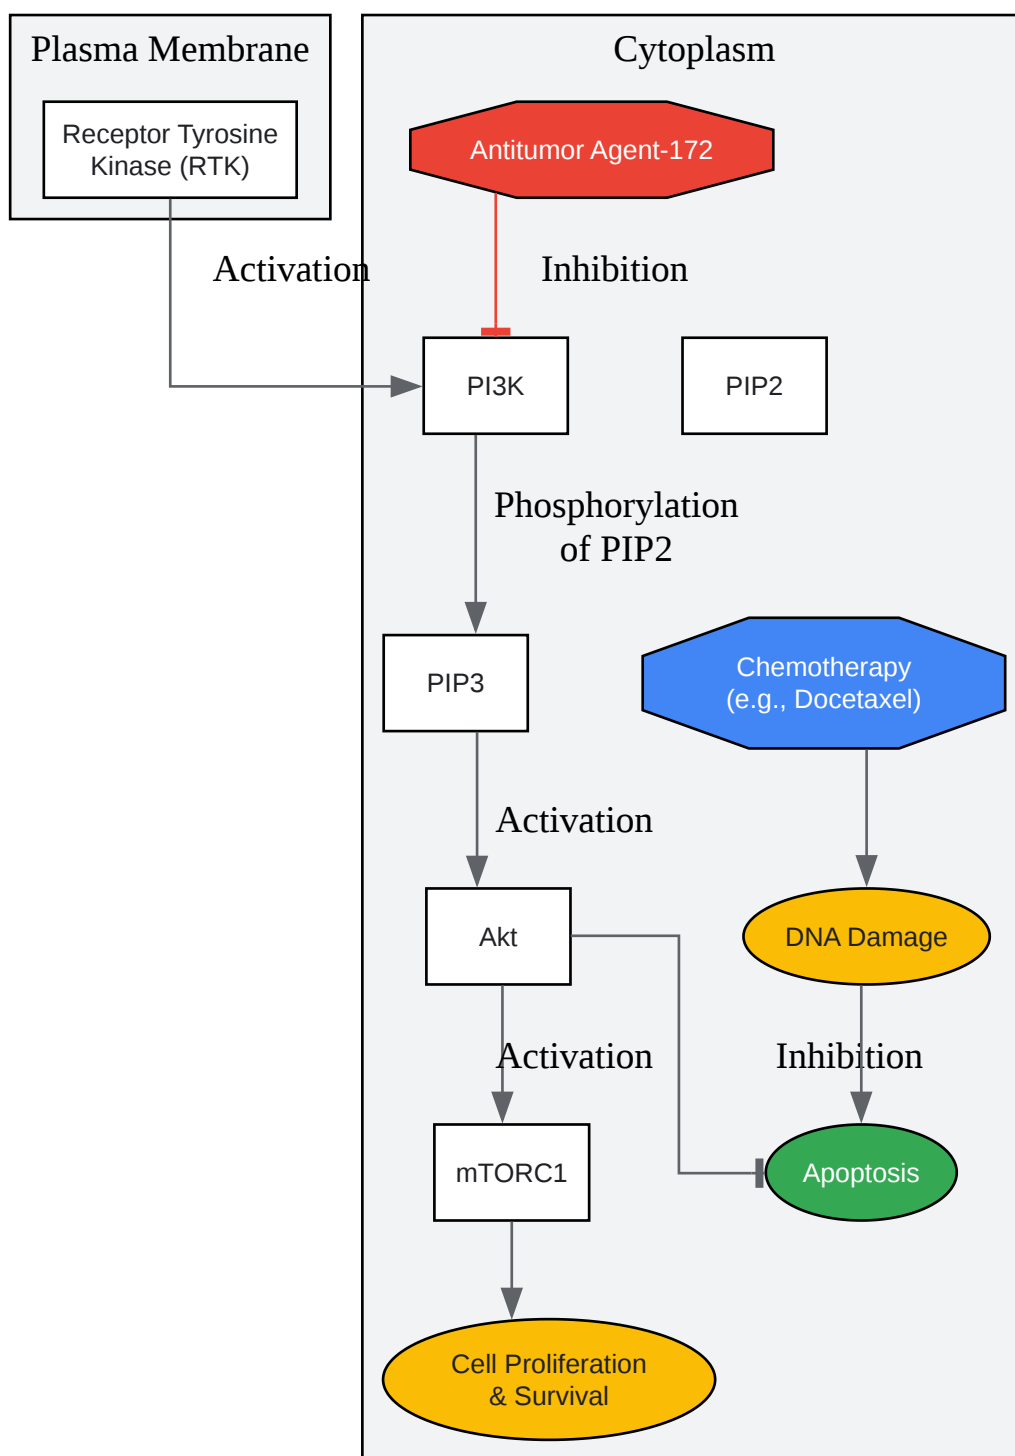 Plasma Membrane
Cytoplasm
Receptor Tyrosine
Kinase (RTK)
Antitumor Agent-172
Activation
Inhibition
PI3K
PIP2
Phosphorylation
of PIP2
PIP3
Chemotherapy
(e.g., Docetaxel)
Activation
Akt
DNA Damage
Activation
Inhibition
mTORC1
Apoptosis
Cell Proliferation
& Survival